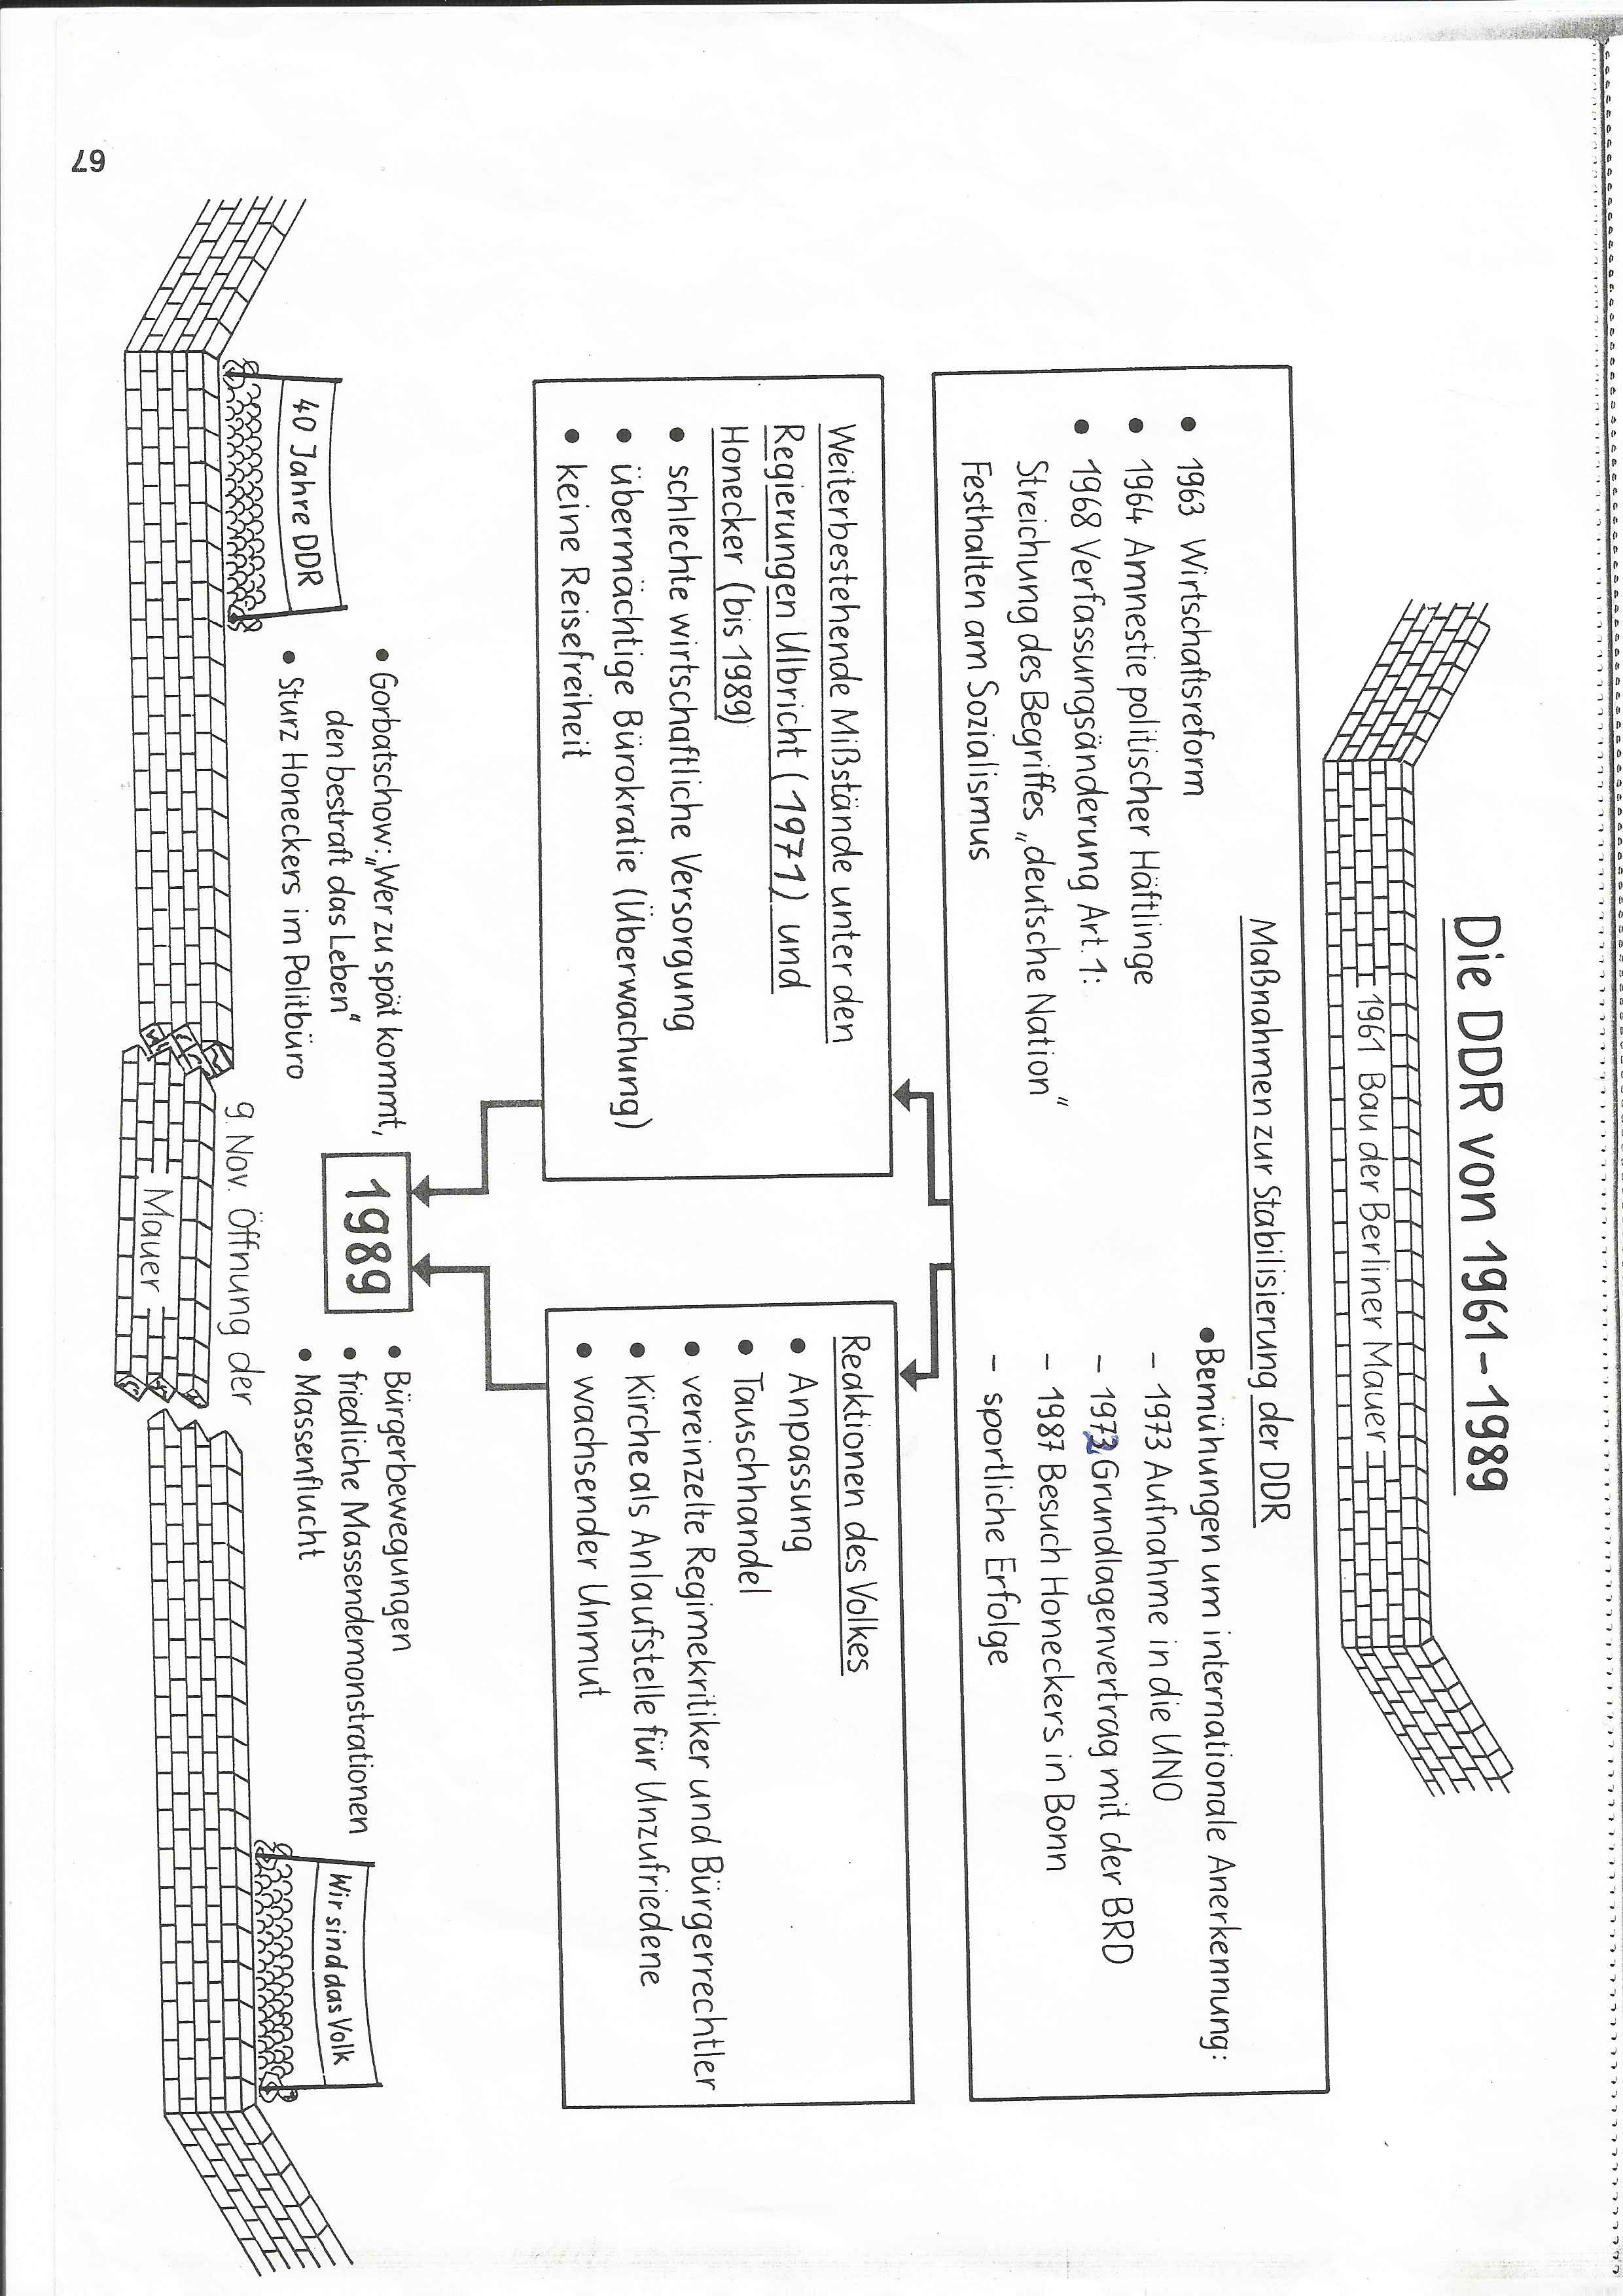 Die DDR von 1961-1989
1961 Bau der Berliner Mauer
Maßnahmen zur Stabilisierung der DDR
• 1963 Wirtschaftsreform
• 1964 Amnestie politischer Häftlinge
• 1968 Verfassungsänderung Art. 1:
Streichung des Begriffes „deutsche Nation“
Festhalten am Sozialismus
• Bemühungen um internationale Anerkennung:
- 1973 Aufnahme in die UNO
- 1972 Grundlagenvertrag mit der BRD
- 1987 Besuch Honeckers in Bonn
- sportliche Erfolge
Weiterbestehende Mißstände unter den
Regierungen Ulbricht (1971) und
Honecker (bis 1989)
• schlechte wirtschaftliche Versorgung
• übermächtige Bürokratie (Überwachung)
• keine Reisefreiheit
Reaktionen des Volkes
• Anpassung
• Tauschhandel
• vereinzelte Regimekritiker und Bürgerrechtler
• Kirche als Anlaufstelle für Unzufriedene
• wachsender Unmut
• Gorbatschow: „Wer zu spät kommt,
den bestraft das Leben“
• Sturz Honeckers im Politbüro
1989
• Bürgerbewegungen
• friedliche Massendemonstrationen
• Massenflucht
40 Jahre DDR
Wir sind das Volk
9. Nov. Öffnung der
Mauer
67